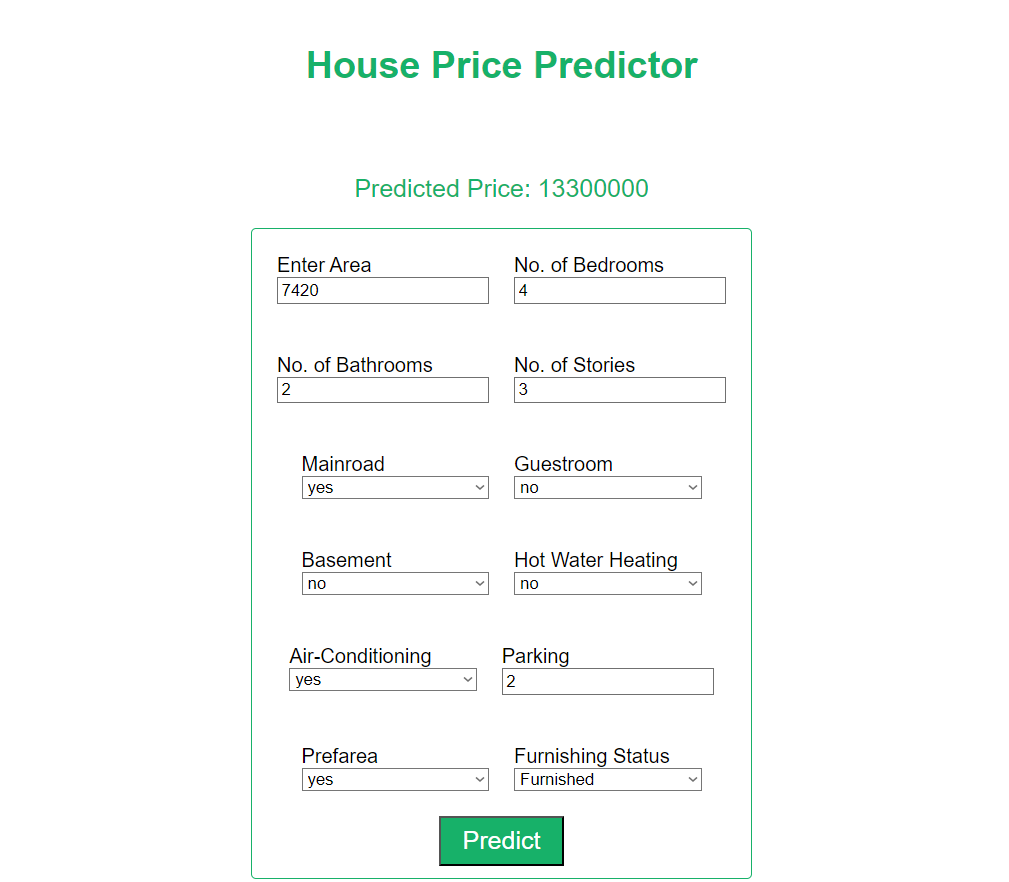 House Price Predictor
Predicted Price: 13300000
Enter Area No. of Bedrooms
7420 4
No. of Bathrooms No. of Stories
2 3
Mainroad Guestroom
yes no
Basement Hot Water Heating
no no
Air-Conditioning Parking
yes 2
Prefarea Furnishing Status
yes Furnished
Predict